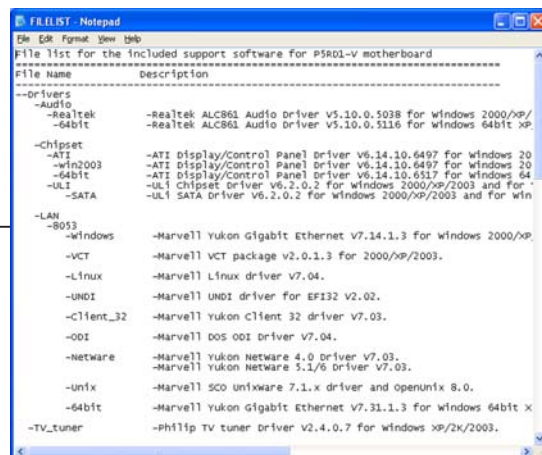 FILELIST - Notepad
File Edit Format View Help
File list for the included support software for P5RD1-V motherboard
================================================================
File Name Description
================================================================
--Drivers
-Audio
-Realtek -Realtek ALC861 Audio Driver V5.10.0.5038 for Windows 2000/XP/
-64bit -Realtek ALC861 Audio Driver V5.10.0.5116 for Windows 64bit XP
-Chipset
-ATI -ATI Display/Control Panel Driver V6.14.10.6497 for Windows 20
-Win2003 -ATI Display/Control Panel Driver V6.14.10.6497 for Windows 20
-64bit -ATI Display/Control Panel Driver V6.14.10.6517 for Windows 64
-ULI -ULi Chipset Driver V6.2.0.2 for Windows 2000/XP/2003 and for
-SATA -ULi SATA Driver V6.2.0.2 for Windows 2000/XP/2003 and for Win
-LAN
-8053
-Windows -Marvell Yukon Gigabit Ethernet V7.14.1.3 for Windows 2000/XP
-VCT -Marvell VCT package v2.0.1.3 for 2000/XP/2003.
-Linux -Marvell Linux driver v7.04.
-UNDI -Marvell UNDI driver for EFI32 V2.02.
-Client_32 -Marvell Yukon Client 32 driver V7.03.
-ODI -Marvell DOS ODI Driver V7.04.
-Netware -Marvell Yukon NetWare 4.0 Driver V7.03.
-Marvell Yukon NetWare 5.1/6 Driver V7.03.
-Unix -Marvell SCO UnixWare 7.1.x driver and OpenUnix 8.0.
-64bit -Marvell Yukon Gigabit Ethernet V7.31.1.3 for Windows 64bit X
-TV_tuner -Philip TV tuner Driver V2.4.0.7 for Windows XP/2K/2003.